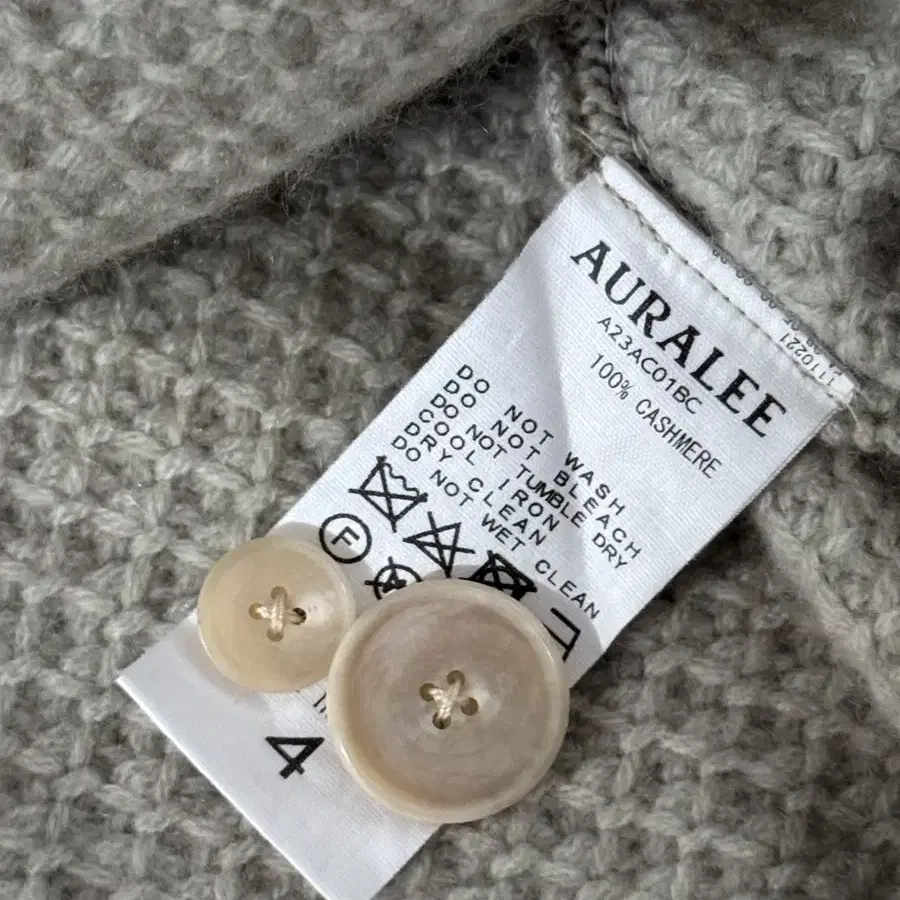 AURALEE
A23AC01BC
100% CASHMERE
DO NOT WASH
DO NOT BLEACH
DO NOT TUMBLE DRY
COOL IRON
DRY CLEAN
DO NOT WET CLEAN
F
4
1110221